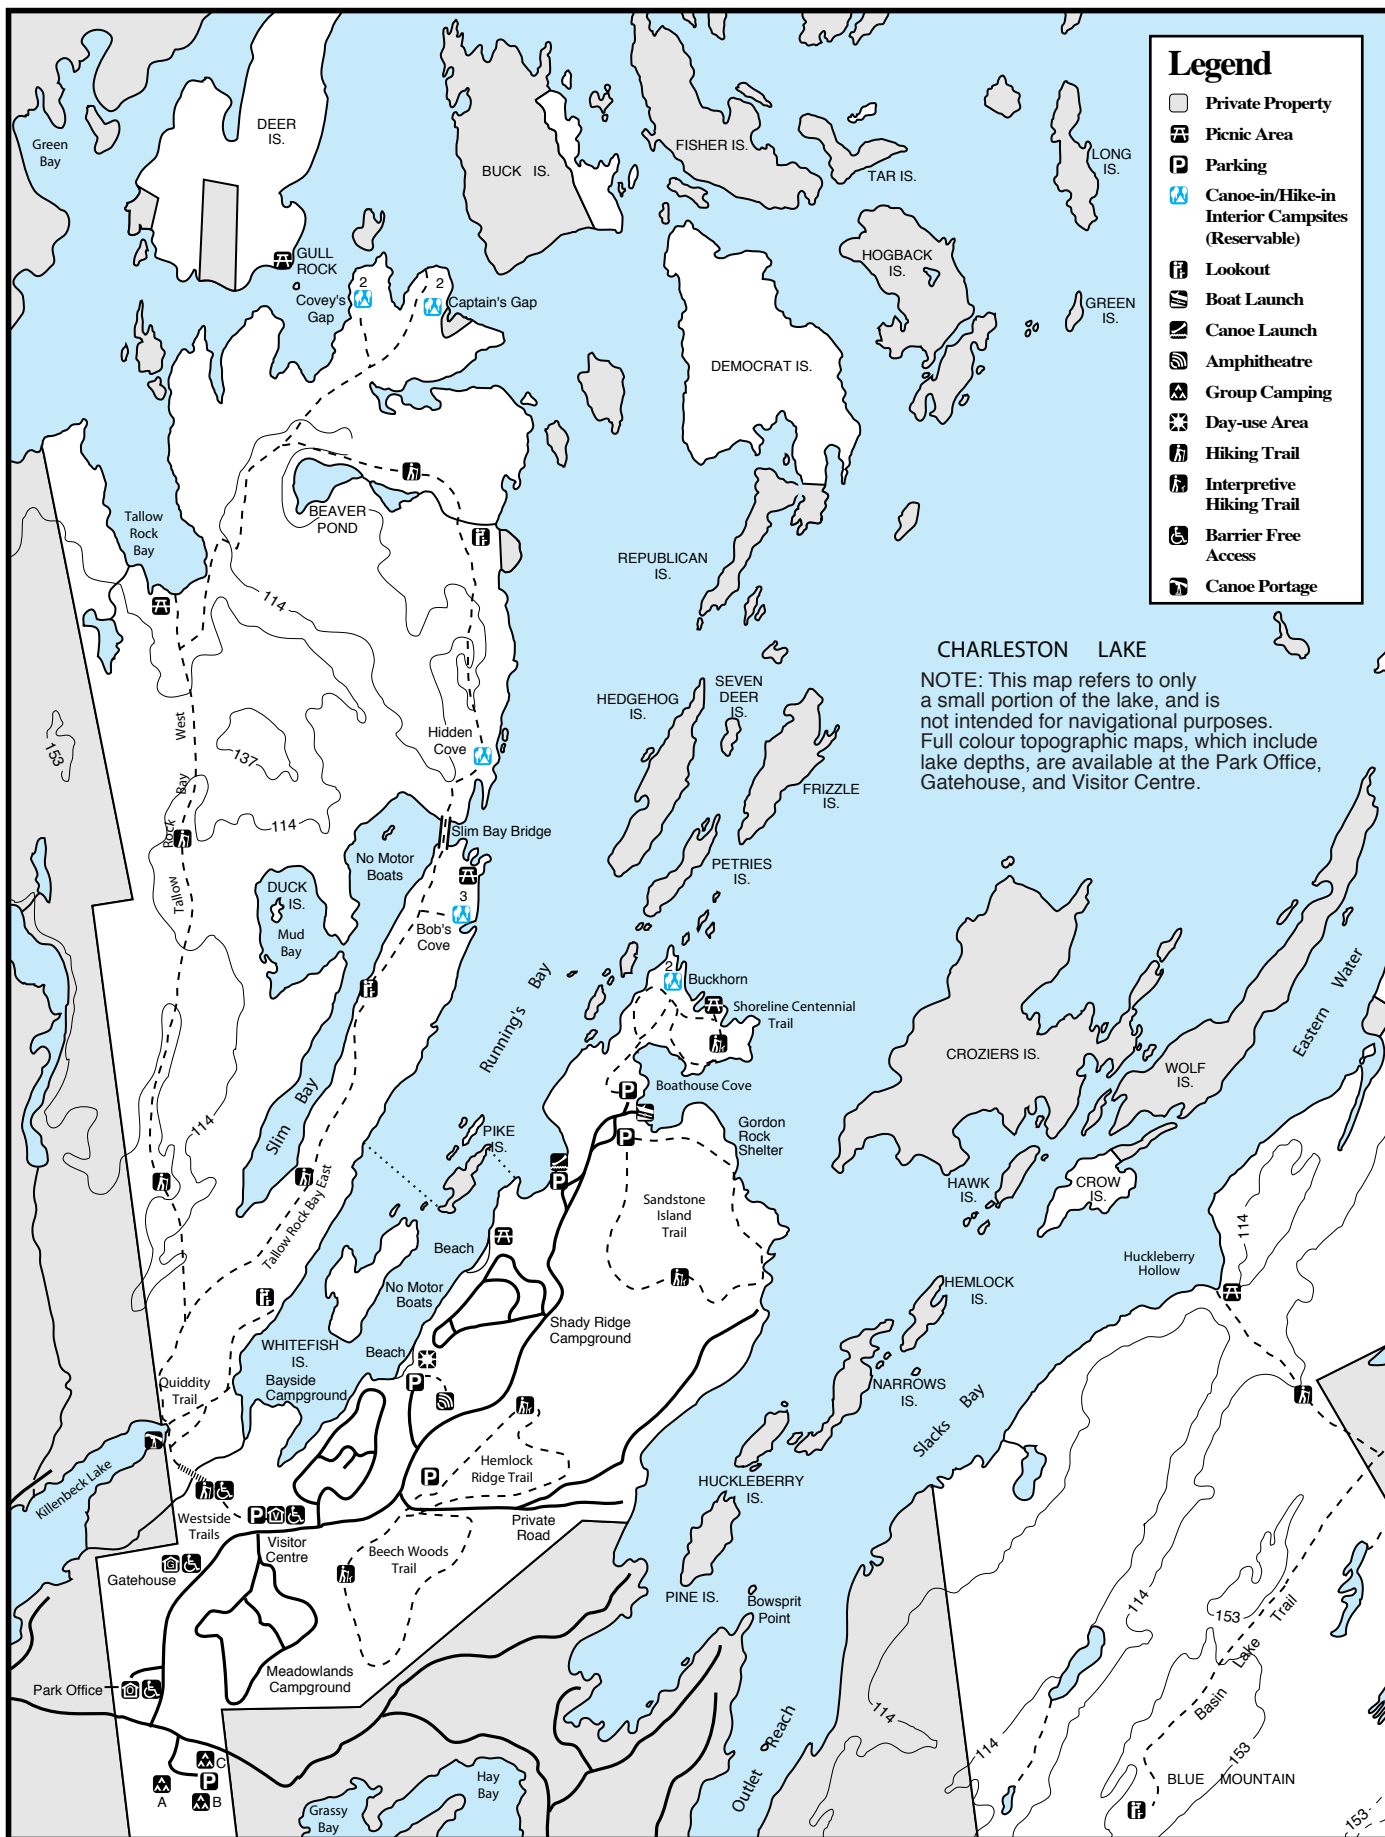 Legend
Private Property
Picnic Area
Parking
Canoe-in/Hike-in
Interior Campsites
(Reservable)
Lookout
Boat Launch
Canoe Launch
Amphitheatre
Group Camping
Day-use Area
Hiking Trail
Interpretive
Hiking Trail
Barrier Free
Access
Canoe Portage
Green
Bay
DEER
IS.
BUCK IS.
FISHER IS.
TAR IS.
LONG
IS.
GULL
ROCK
2
Covey's
Gap
2
Captain's Gap
HOGBACK
IS.
GREEN
IS.
DEMOCRAT IS.
BEAVER
POND
Tallow
Rock
Bay
REPUBLICAN
IS.
114
CHARLESTON LAKE
NOTE: This map refers to only
a small portion of the lake, and is
not intended for navigational purposes.
Full colour topographic maps, which include
lake depths, are available at the Park Office,
Gatehouse, and Visitor Centre.
HEDGEHOG
IS.
SEVEN
DEER
IS.
FRIZZLE
IS.
PETRIES
IS.
153
137
114
Tallow Rock Bay West
Hidden
Cove
Slim Bay Bridge
No Motor
Boats
DUCK
IS.
Mud
Bay
3
Bob's
Cove
Running's Bay
2
Buckhorn
Shoreline Centennial
Trail
Boathouse Cove
CROZIERS IS.
WOLF
IS.
Eastern Water
Slim Bay
114
PIKE
IS.
Gordon
Rock
Shelter
Tallow Rock Bay East
Sandstone
Island
Trail
HAWK
IS.
CROW
IS.
114
Huckleberry
Hollow
Beach
No Motor
Boats
HEMLOCK
IS.
Shady Ridge
Campground
WHITEFISH
IS.
Beach
Bayside
Campground
Quiddity
Trail
NARROWS
IS.
Slacks Bay
Hemlock
Ridge Trail
HUCKLEBERRY
IS.
Killenbeck Lake
Westside
Trails
P
V
Visitor
Centre
Private
Road
Beech Woods
Trail
G
Gatehouse
PINE IS.
Bowsprit
Point
114
153
Basin Lake Trail
Meadowlands
Campground
Park Office
O
114
114
153
Outlet Reach
BLUE MOUNTAIN
C
A
B
Hay
Bay
Grassy
Bay
153